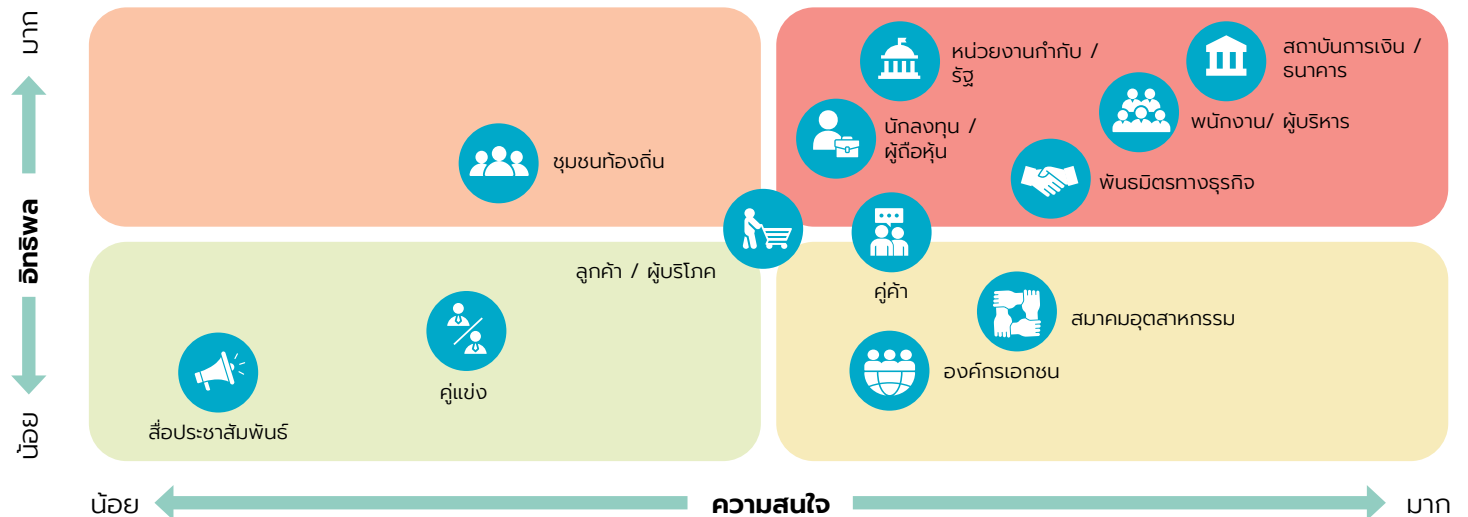 มาก
อิทธิพล
น้อย
หน่วยงานกำกับ /
รัฐ
สถาบันการเงิน /
ธนาคาร
นักลงทุน /
ผู้ถือหุ้น
พนักงาน/ ผู้บริหาร
ชุมชนท้องถิ่น
พันธมิตรทางธุรกิจ
ลูกค้า / ผู้บริโภค
คู่ค้า
สมาคมอุตสาหกรรม
องค์กรเอกชน
คู่แข่ง
สื่อประชาสัมพันธ์
น้อย
ความสนใจ
มาก